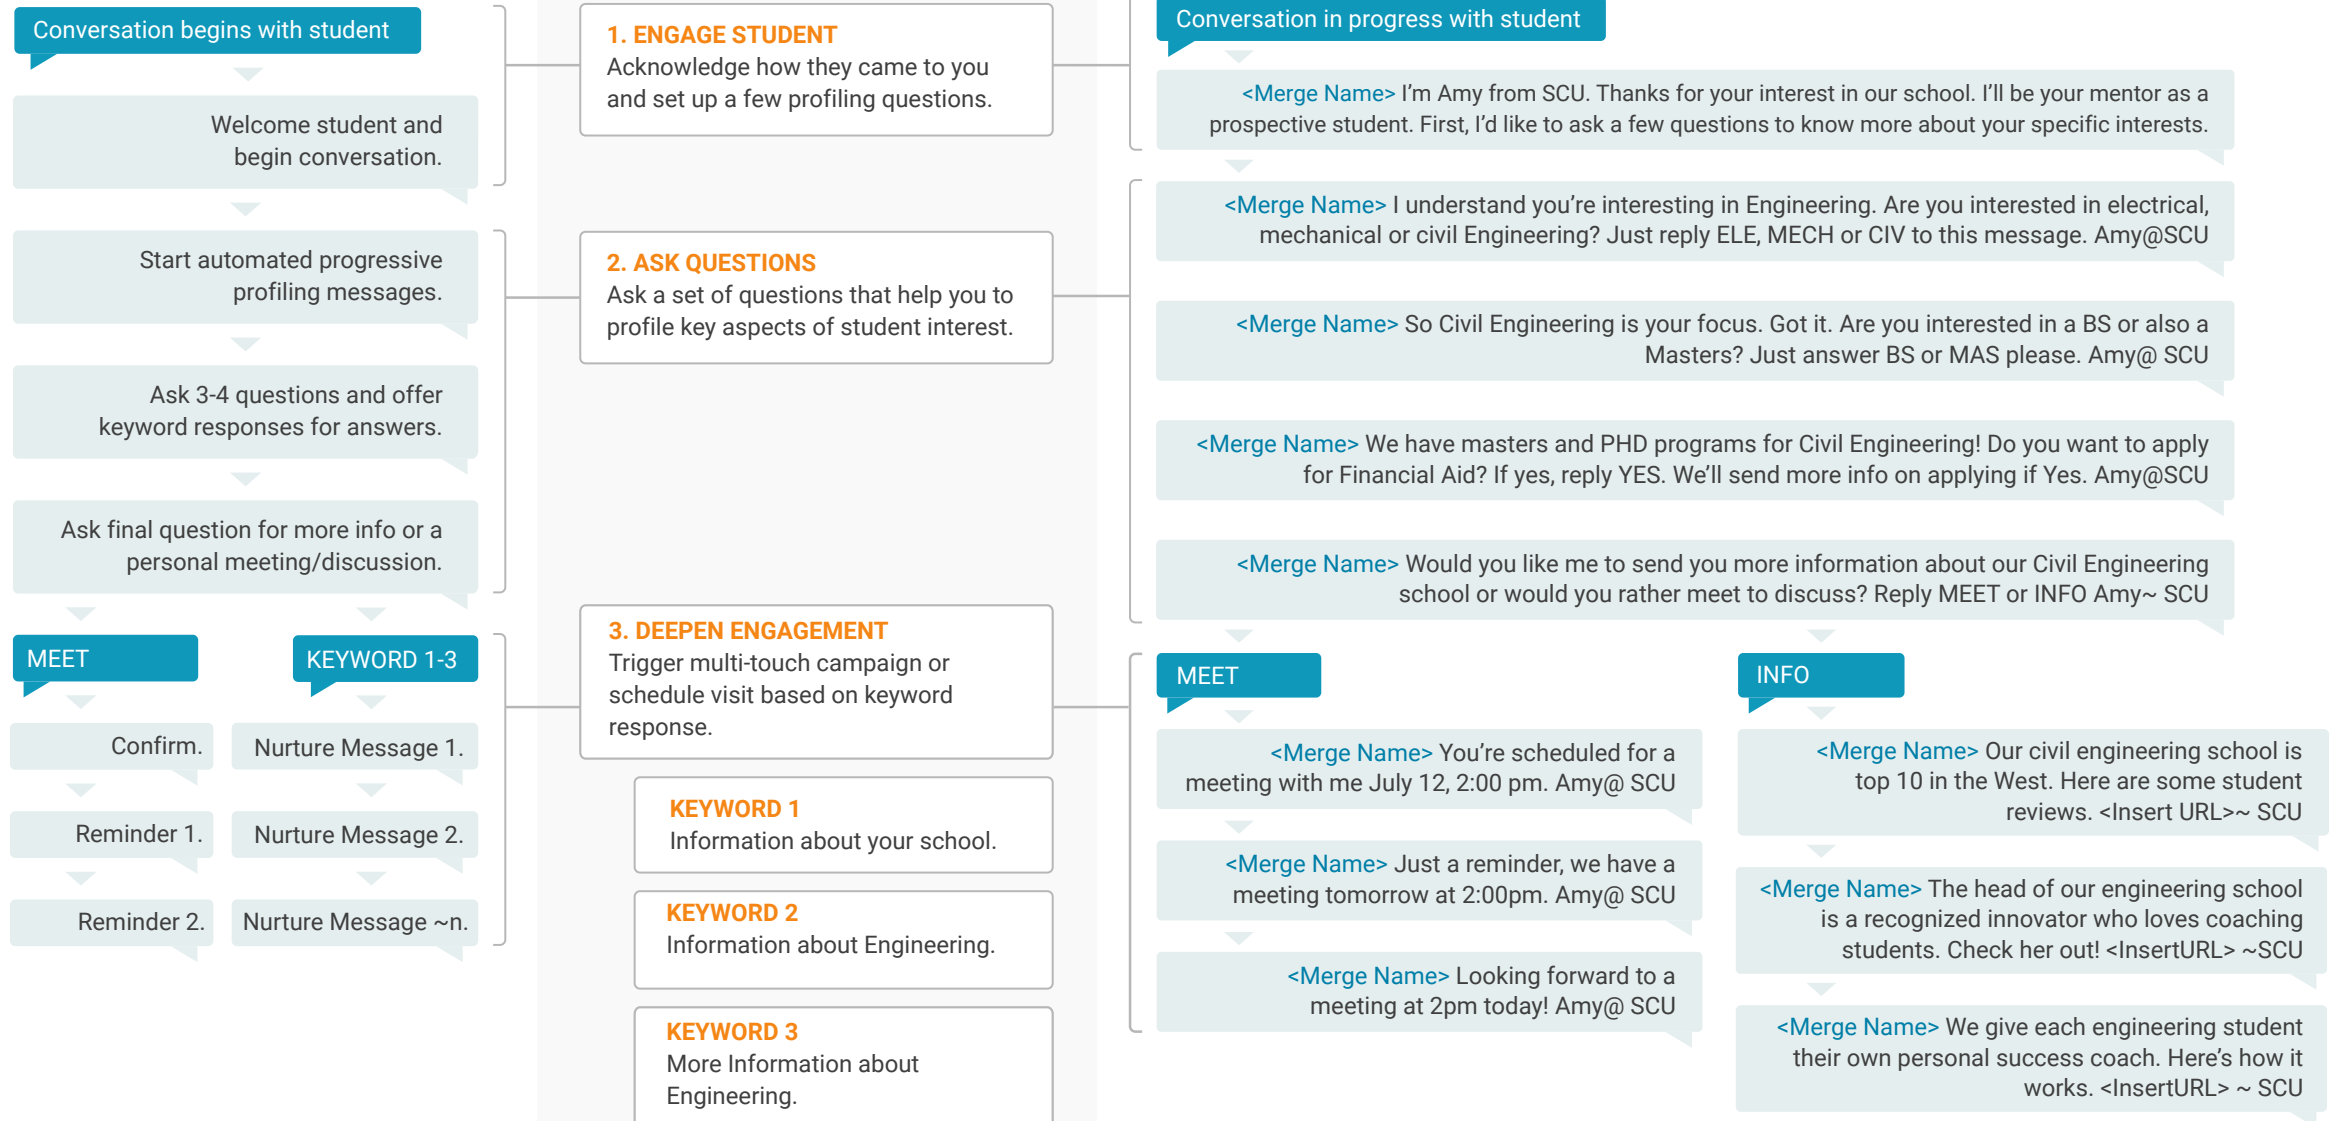 Conversation begins with student
Welcome student and
begin conversation.
Start automated progressive
profiling messages.
Ask 3-4 questions and offer
keyword responses for answers.
Ask final question for more info or a
personal meeting/discussion.
MEET
Confirm.
Reminder 1.
Reminder 2.
KEYWORD 1-3
Nurture Message 1.
Nurture Message 2.
Nurture Message ~n.
1. ENGAGE STUDENT
Acknowledge how they came to you
and set up a few profiling questions.
2. ASK QUESTIONS
Ask a set of questions that help you to
profile key aspects of student interest.
3. DEEPEN ENGAGEMENT
Trigger multi-touch campaign or
schedule visit based on keyword
response.
KEYWORD 1
Information about your school.
KEYWORD 2
Information about Engineering.
KEYWORD 3
More Information about
Engineering.
Conversation in progress with student
<Merge Name> I'm Amy from SCU. Thanks for your interest in our school. I'll be your mentor as a
prospective student. First, I'd like to ask a few questions to know more about your specific interests.
<Merge Name> I understand you're interesting in Engineering. Are you interested in electrical,
mechanical or civil Engineering? Just reply ELE, MECH or CIV to this message. Amy@SCU
<Merge Name> So Civil Engineering is your focus. Got it. Are you interested in a BS or also a
Masters? Just answer BS or MAS please. Amy@ SCU
<Merge Name> We have masters and PHD programs for Civil Engineering! Do you want to apply
for Financial Aid? If yes, reply YES. We'll send more info on applying if Yes. Amy@SCU
<Merge Name> Would you like me to send you more information about our Civil Engineering
school or would you rather meet to discuss? Reply MEET or INFO Amy~ SCU
MEET
<Merge Name> You're scheduled for a
meeting with me July 12, 2:00 pm. Amy@ SCU
<Merge Name> Just a reminder, we have a
meeting tomorrow at 2:00pm. Amy@ SCU
<Merge Name> Looking forward to a
meeting at 2pm today! Amy@ SCU
INFO
<Merge Name> Our civil engineering school is
top 10 in the West. Here are some student
reviews. <Insert URL>~ SCU
<Merge Name> The head of our engineering school
is a recognized innovator who loves coaching
students. Check her out! <InsertURL> ~SCU
<Merge Name> We give each engineering student
their own personal success coach. Here's how it
works. <InsertURL> ~ SCU